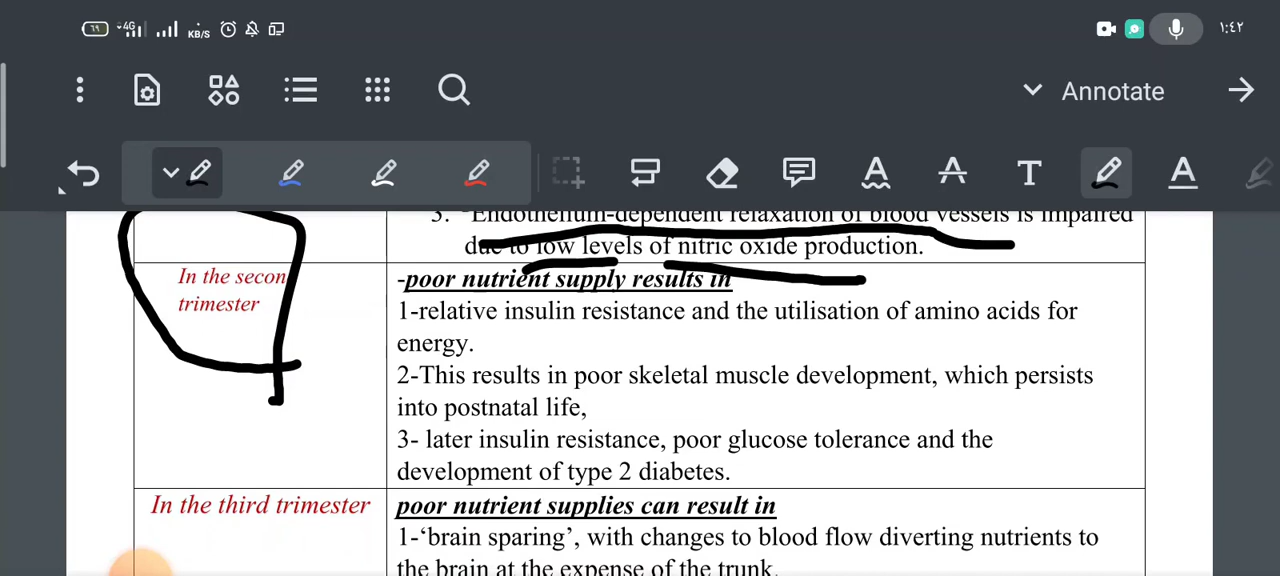 ٦٩ 4G KB/S ١:٤٢
Annotate
T A
3. Endothelium-dependent relaxation of blood vessels is impaired
due to low levels of nitric oxide production.
In the secon
trimester
-poor nutrient supply results in
1-relative insulin resistance and the utilisation of amino acids for
energy.
2-This results in poor skeletal muscle development, which persists
into postnatal life,
3- later insulin resistance, poor glucose tolerance and the
development of type 2 diabetes.
In the third trimester
poor nutrient supplies can result in
1-‘brain sparing’, with changes to blood flow diverting nutrients to
the brain at the expense of the trunk.